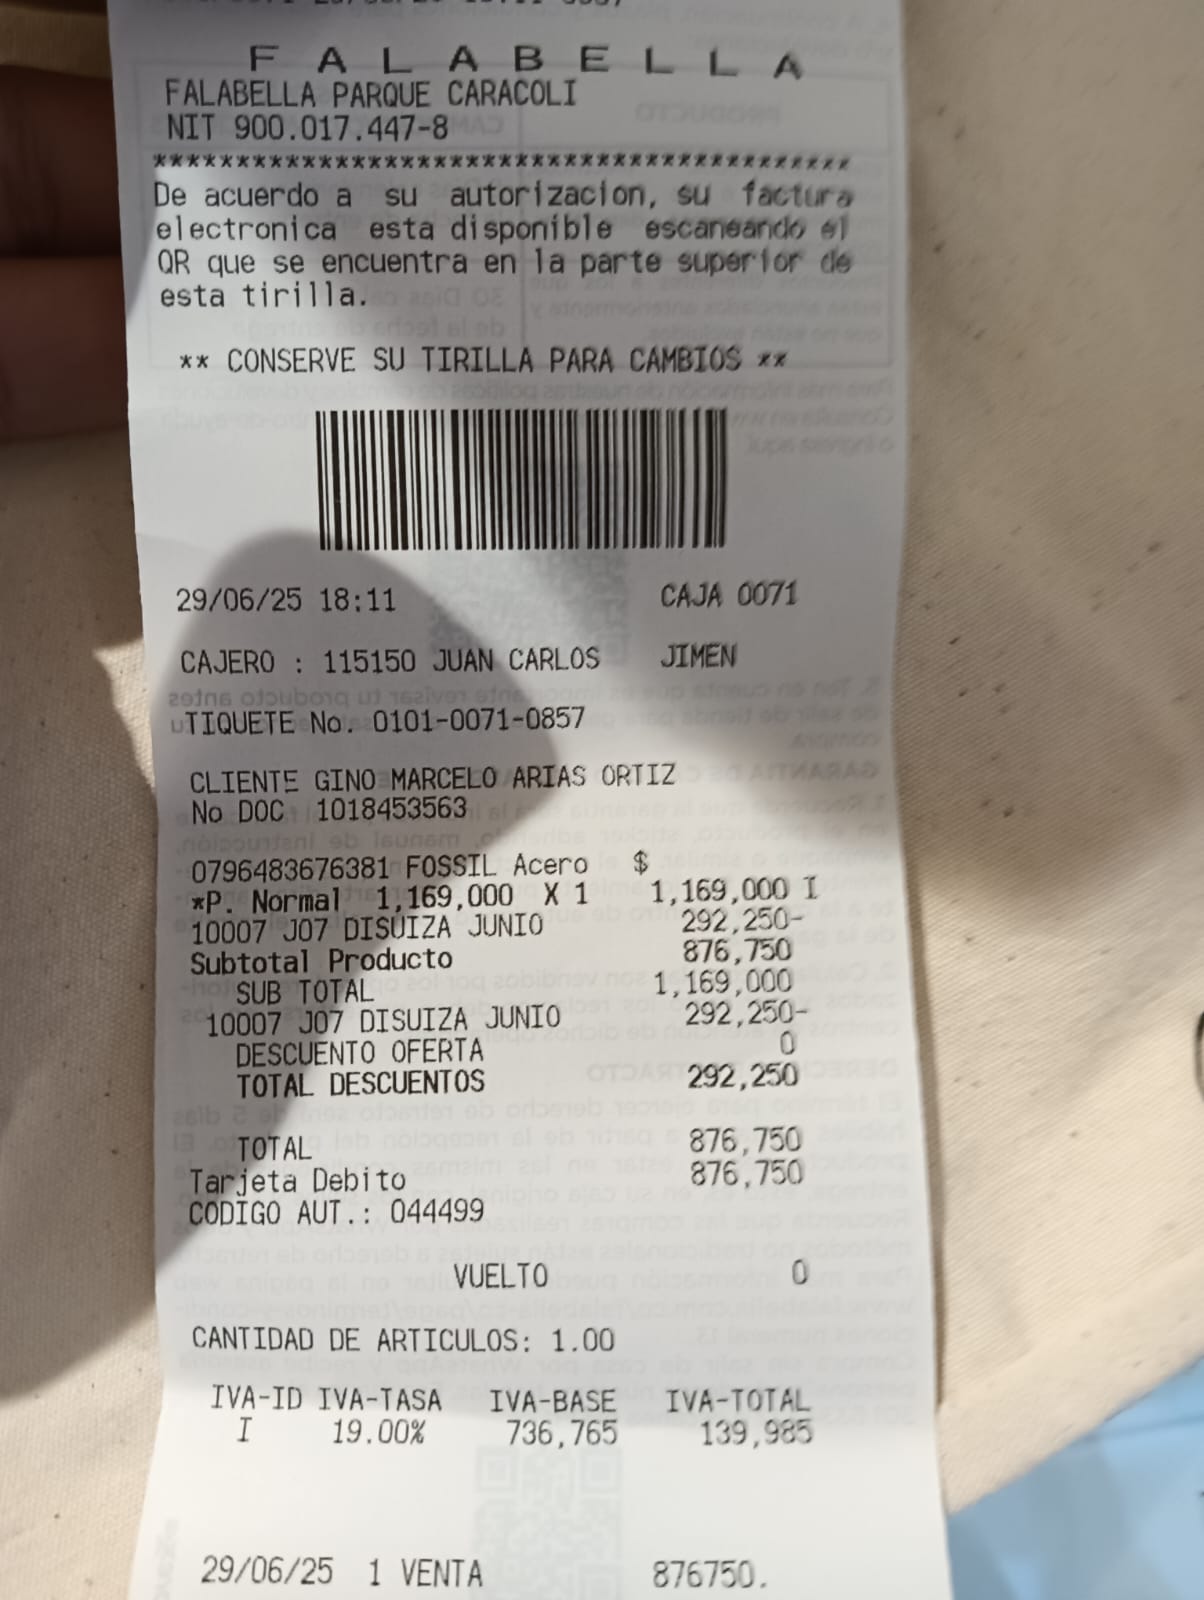 F A L A B E L L A
FALABELLA PARQUE CARACOLI
NIT 900.017.447-8
*******************************************
De acuerdo a su autorizacion, su factura
electronica esta disponible escaneando el
QR que se encuentra en la parte superior de
esta tirilla.
** CONSERVE SU TIRILLA PARA CAMBIOS **
29/06/25 18:11 CAJA 0071
CAJERO : 115150 JUAN CARLOS JIMEN
TIQUETE No. 0101-0071-0857
CLIENTE GINO MARCELO ARIAS ORTIZ
No DOC 1018453563
0796483676381 FOSSIL Acero $
*P. Normal 1,169,000 X 1 1,169,000 I
10007 J07 DISUIZA JUNIO 292,250-
Subtotal Producto 876,750
SUB TOTAL 1,169,000
10007 J07 DISUIZA JUNIO 292,250-
DESCUENTO OFERTA 0
TOTAL DESCUENTOS 292,250
TOTAL 876,750
Tarjeta Debito 876,750
CODIGO AUT.: 044499
VUELTO 0
CANTIDAD DE ARTICULOS: 1.00
IVA-ID IVA-TASA IVA-BASE IVA-TOTAL
I 19.00% 736,765 139,985
29/06/25 1 VENTA 876750.